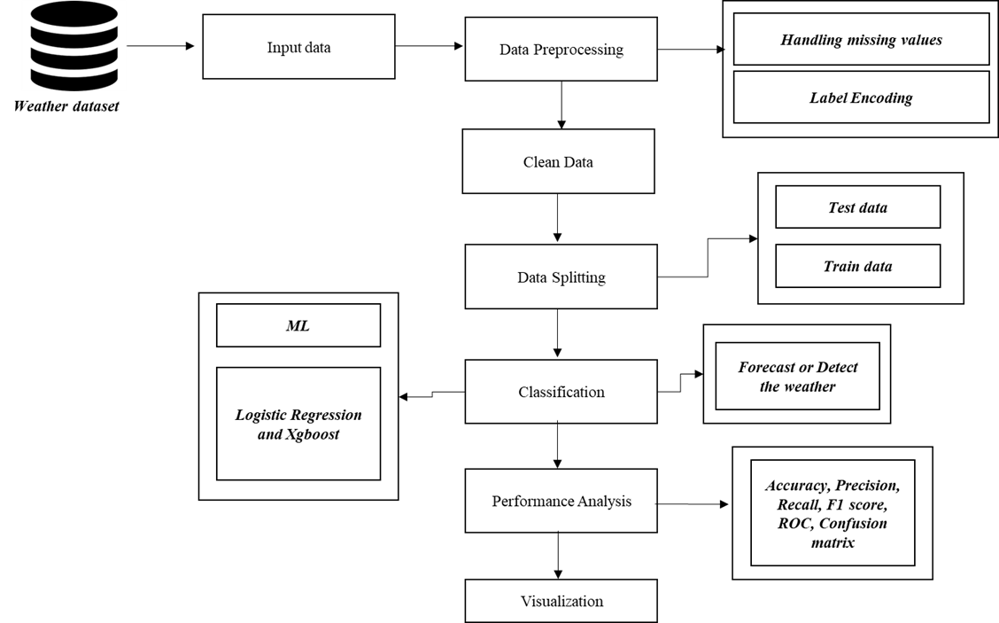 Weather dataset
Input data
Data Preprocessing
Handling missing values
Label Encoding
Clean Data
Test data
Train data
Data Splitting
ML
Logistic Regression
and Xgboost
Classification
Forecast or Detect
the weather
Performance Analysis
Accuracy, Precision,
Recall, F1 score,
ROC, Confusion
matrix
Visualization